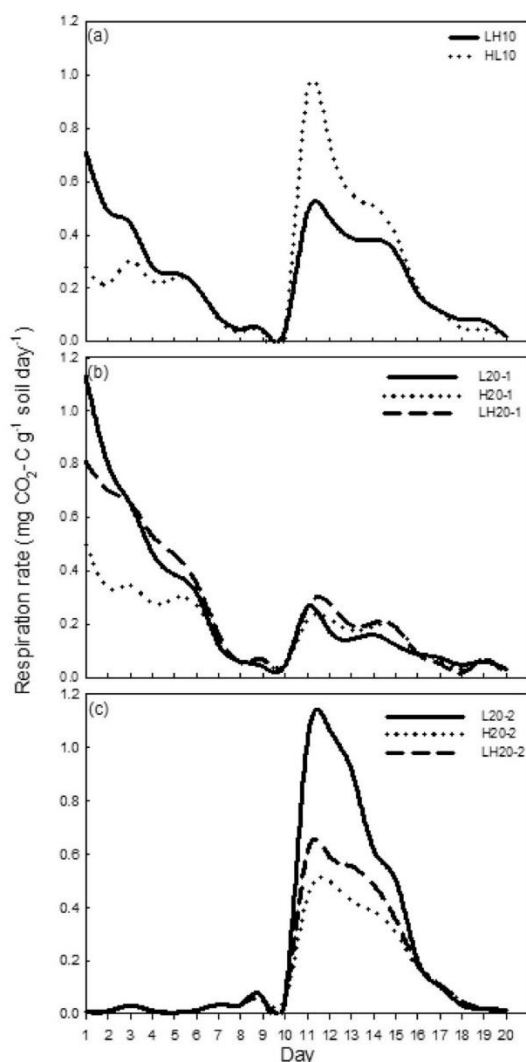 (a)
LH10
HL10
1.2
1.0
0.8
0.6
0.4
0.2
0.0
(b)
L20-1
H20-1
LH20-1
1.2
1.0
0.8
0.6
0.4
0.2
0.0
Respiration rate (mg CO₂-C g⁻¹ soil day⁻¹)
(c)
L20-2
H20-2
LH20-2
1.2
1.0
0.8
0.6
0.4
0.2
0.0
1 2 3 4 5 6 7 8 9 10 11 12 13 14 15 16 17 18 19 20
Day